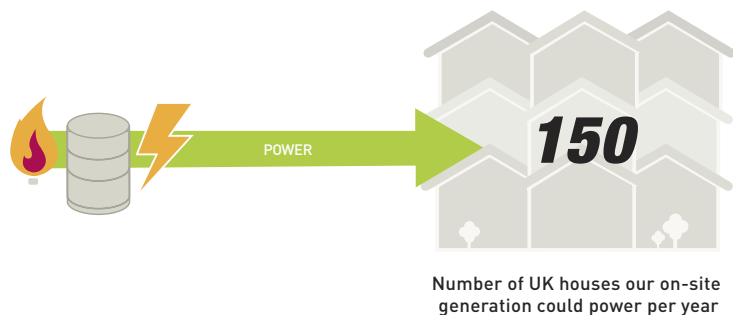 POWER
150
Number of UK houses our on-site
generation could power per year